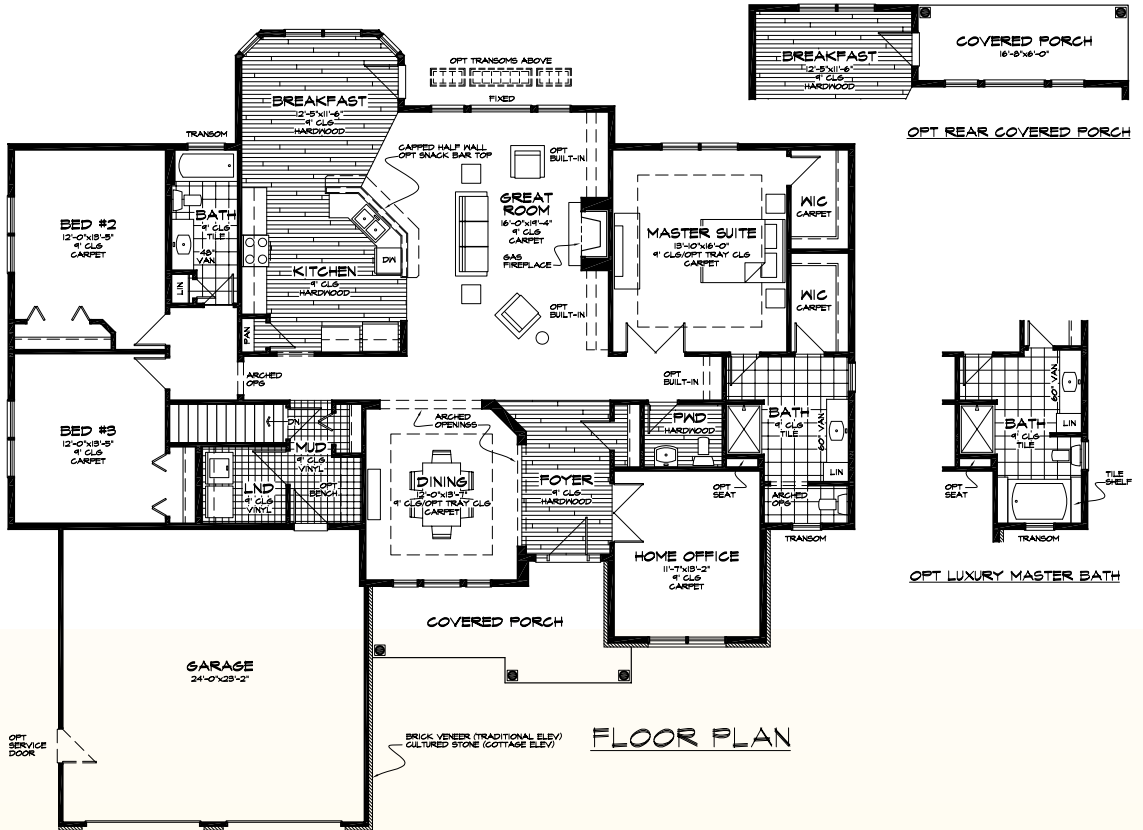 OPT TRANSOMS ABOVE
FIXED
BREAKFAST
12'-5"x11'-6"
9' CLG
HARDWOOD
BREAKFAST
12'-5"x11'-6"
9' CLG
HARDWOOD
COVERED PORCH
16'-8"x6'-0"
OPT REAR COVERED PORCH
TRANSOM
CAPPED HALF WALL
OPT SNACK BAR TOP
OPT
BUILT-IN
BED #2
12'-0"x13'-5"
9' CLG
CARPET
BATH
9' CLG
TILE
48"
VAN
LIN
GREAT
ROOM
16'-0"x19'-4"
9' CLG
CARPET
GAS
FIREPLACE
MASTER SUITE
13'-10"x16'-0"
9' CLG/OPT TRAY CLG
CARPET
WIC
CARPET
WIC
CARPET
DW
KITCHEN
9' CLG
HARDWOOD
PAN
OPT
BUILT-IN
ARCHED
OPG
OPT
BUILT-IN
BED #3
12'-0"x13'-5"
9' CLG
CARPET
DN
MUD
9' CLG
VINYL
OPT
BENCH
LND
9' CLG
VINYL
ARCHED
OPENINGS
DINING
12'-0"x13'-7"
9' CLG/OPT TRAY CLG
CARPET
FOYER
9' CLG
HARDWOOD
PWD
HARDWOOD
OPT
SEAT
BATH
9' CLG
TILE
60" VAN
LIN
ARCHED
OPG
TRANSOM
HOME OFFICE
11'-7"x13'-2"
9' CLG
CARPET
60" VAN
LIN
BATH
9' CLG
TILE
OPT
SEAT
TILE
SHELF
TRANSOM
OPT LUXURY MASTER BATH
COVERED PORCH
GARAGE
24'-0"x23'-2"
OPT
SERVICE
DOOR
BRICK VENEER (TRADITIONAL ELEV)
CULTURED STONE (COTTAGE ELEV)
FLOOR PLAN